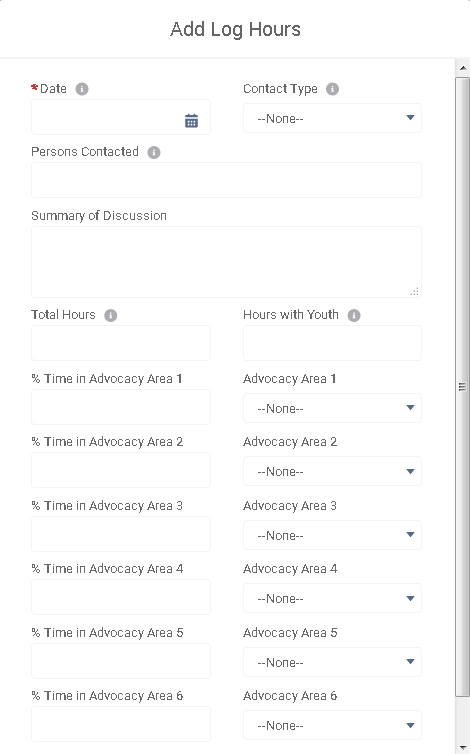 Add Log Hours
*Date Contact Type
--None--
Persons Contacted
Summary of Discussion
Total Hours Hours with Youth
% Time in Advocacy Area 1 Advocacy Area 1
--None--
% Time in Advocacy Area 2 Advocacy Area 2
--None--
% Time in Advocacy Area 3 Advocacy Area 3
--None--
% Time in Advocacy Area 4 Advocacy Area 4
--None--
% Time in Advocacy Area 5 Advocacy Area 5
--None--
% Time in Advocacy Area 6 Advocacy Area 6
--None--